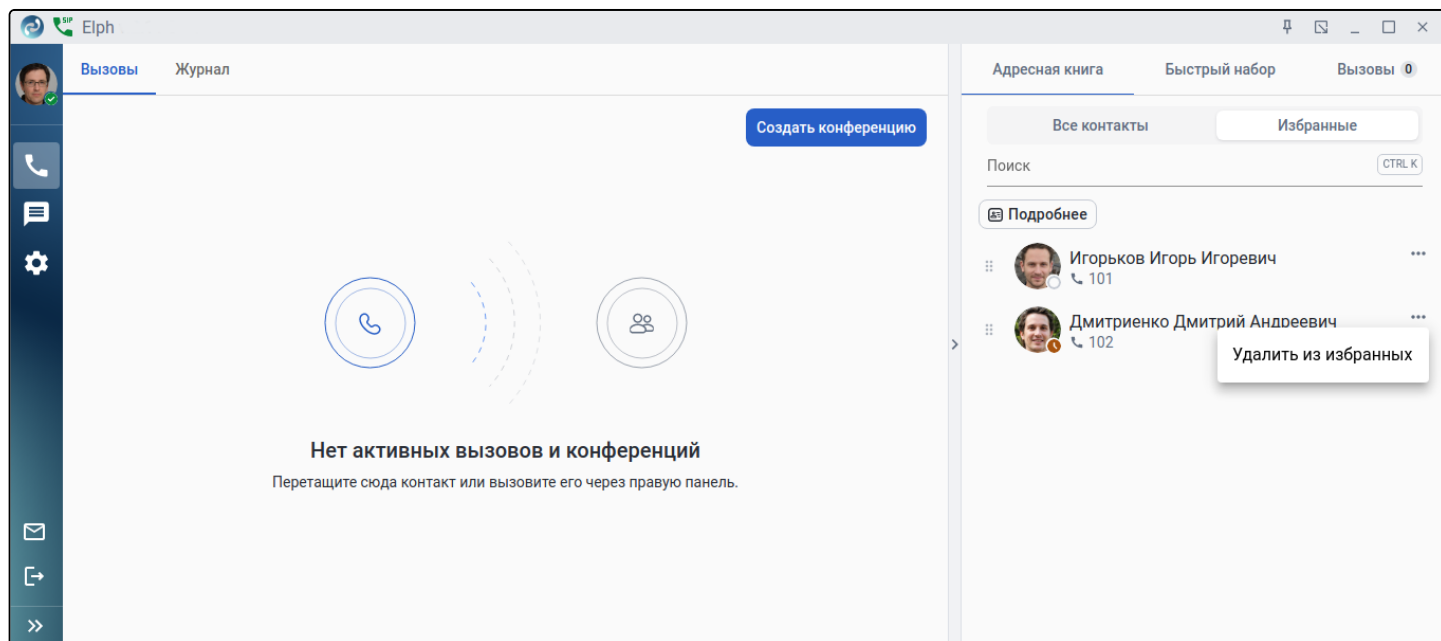 SIP
Elph
Вызовы
Журнал
Создать конференцию
Нет активных вызовов и конференций
Перетащите сюда контакт или вызовите его через правую панель.
Адресная книга
Быстрый набор
Вызовы 0
Все контакты
Избранные
Поиск
CTRL K
Подробнее
Игорьков Игорь Игоревич
101
Дмитриенко Дмитрий Андреевич
102
Удалить из избранных